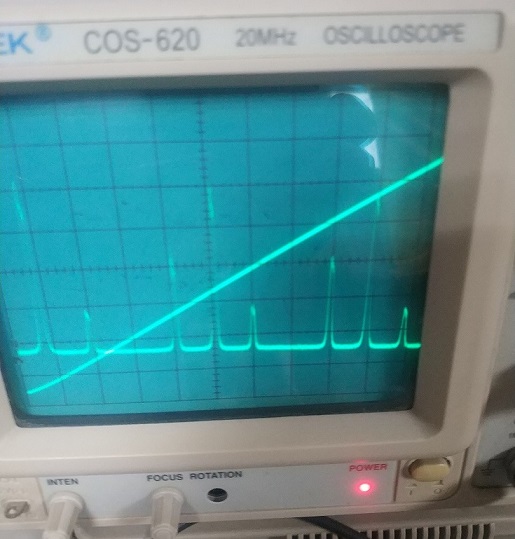 EK® COS-620 20MHz OSCILLOSCOPE
INTEN FOCUS ROTATION POWER